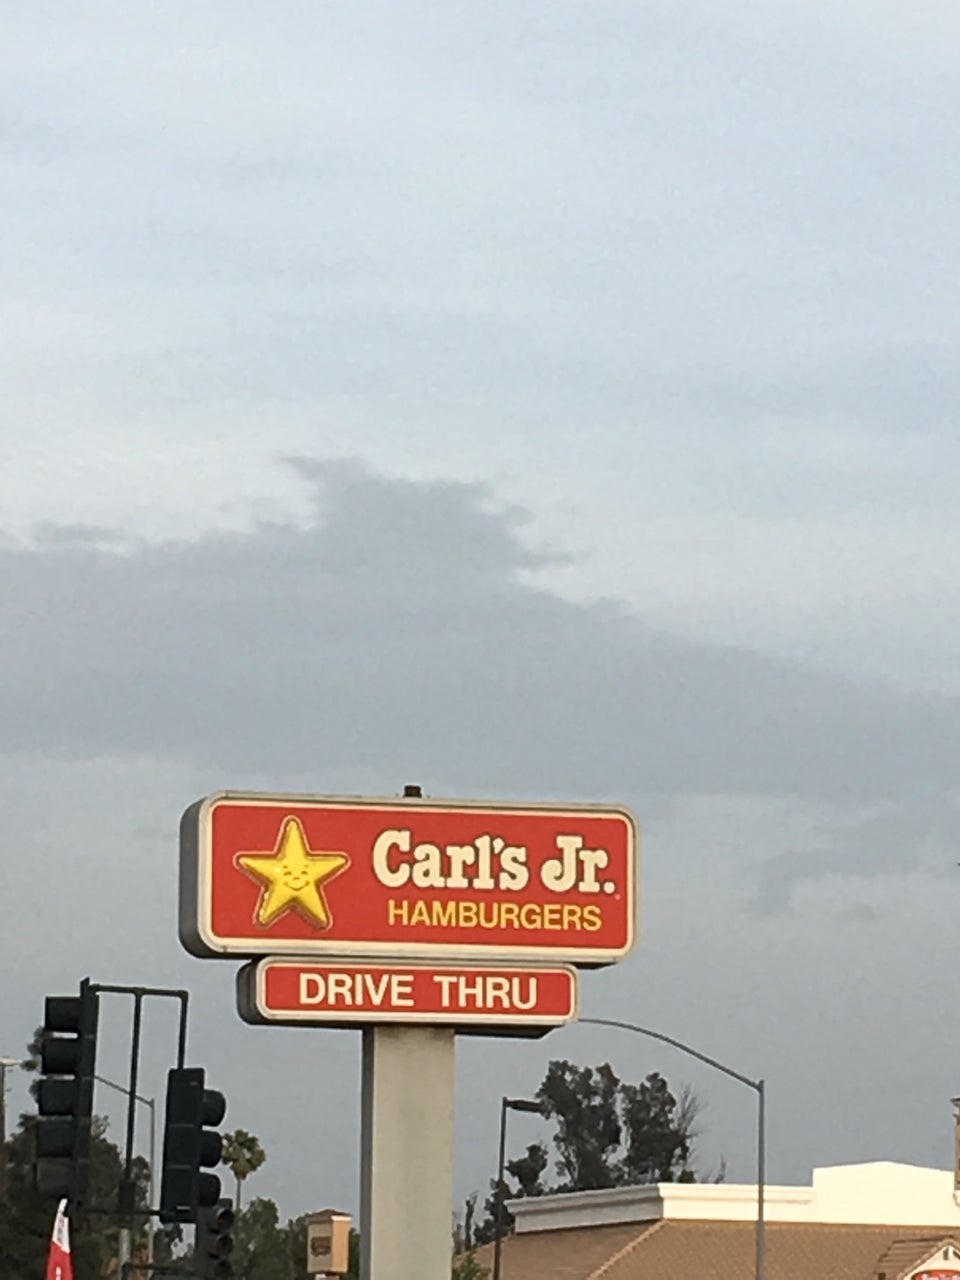 Carl's Jr.
HAMBURGERS
DRIVE THRU